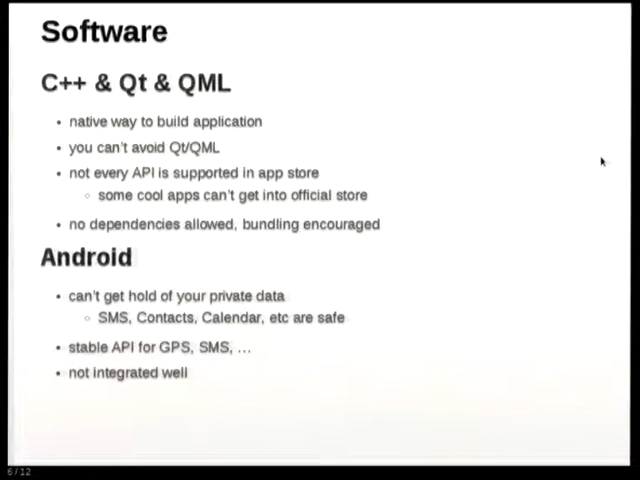 Software
C++ & Qt & QML
• native way to build application
• you can't avoid Qt/QML
• not every API is supported in app store
○ some cool apps can't get into official store
• no dependencies allowed, bundling encouraged
Android
• can't get hold of your private data
○ SMS, Contacts, Calendar, etc are safe
• stable API for GPS, SMS, …
• not integrated well
6 / 12